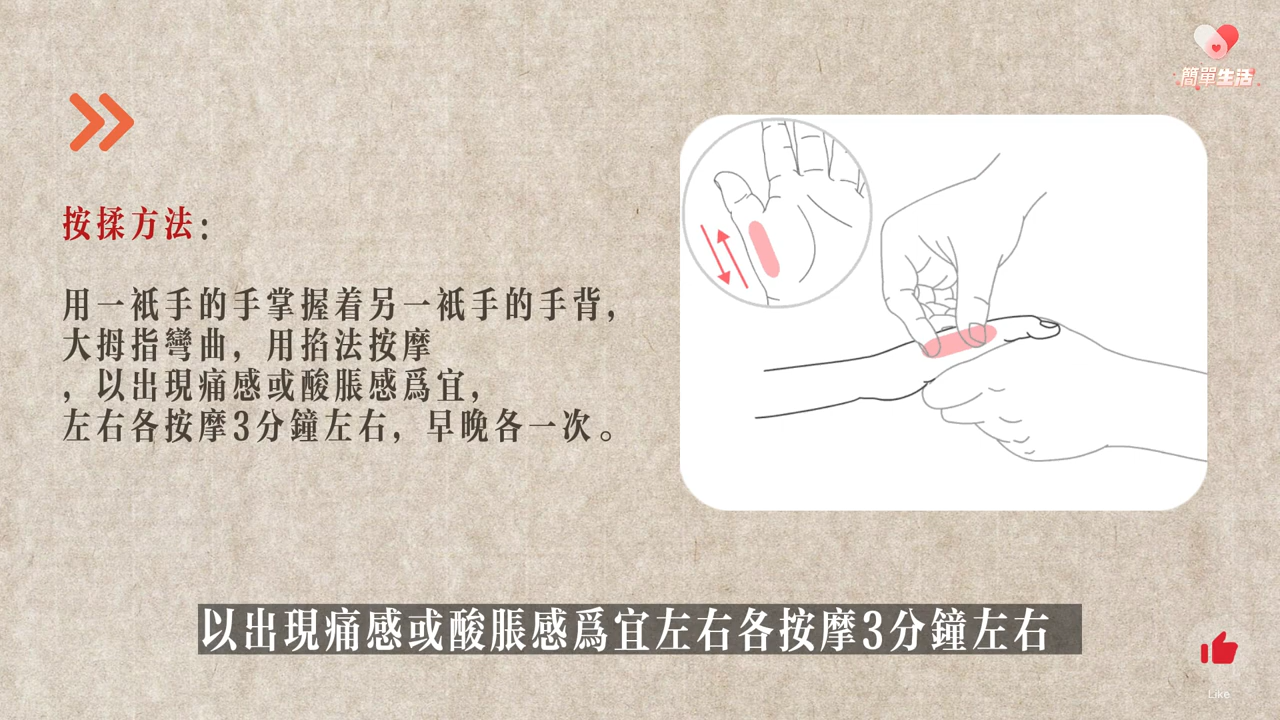 簡單生活
按揉方法：
用一衹手的手掌握着另一衹手的手背，
大拇指彎曲，用掐法按摩
，以出現痛感或酸脹感爲宜，
左右各按摩3分鐘左右，早晚各一次。
以出現痛感或酸脹感爲宜左右各按摩3分鐘左右
Like